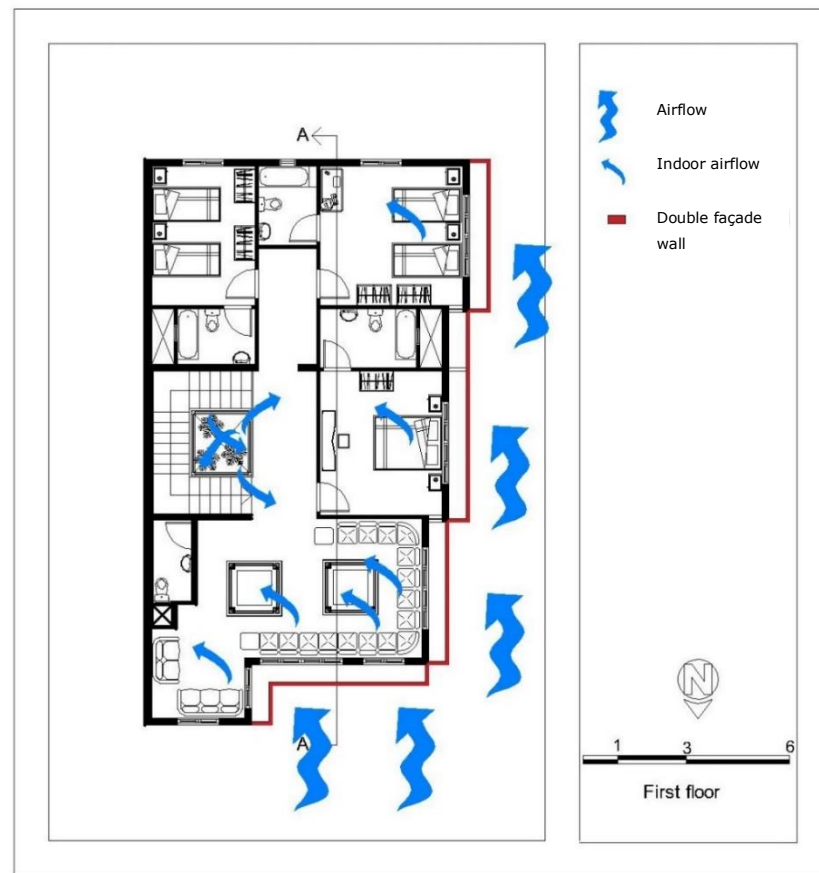 A
Airflow
Indoor airflow
Double façade
wall
A
N
1 3 6
First floor